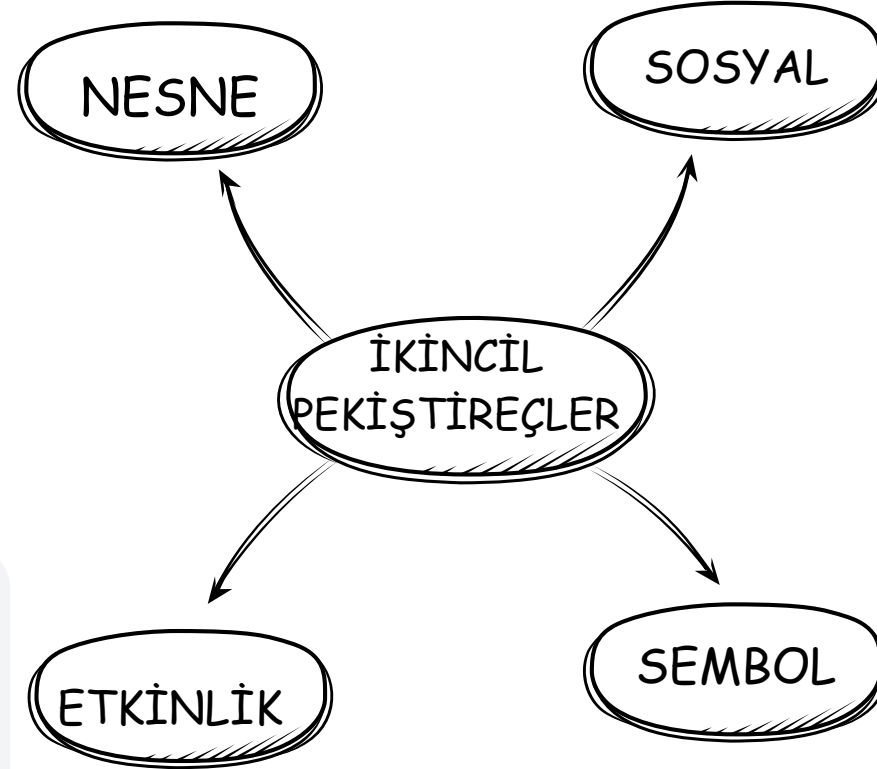 NESNE
SOSYAL
İKİNCİL
PEKİŞTİREÇLER
ETKİNLİK
SEMBOL